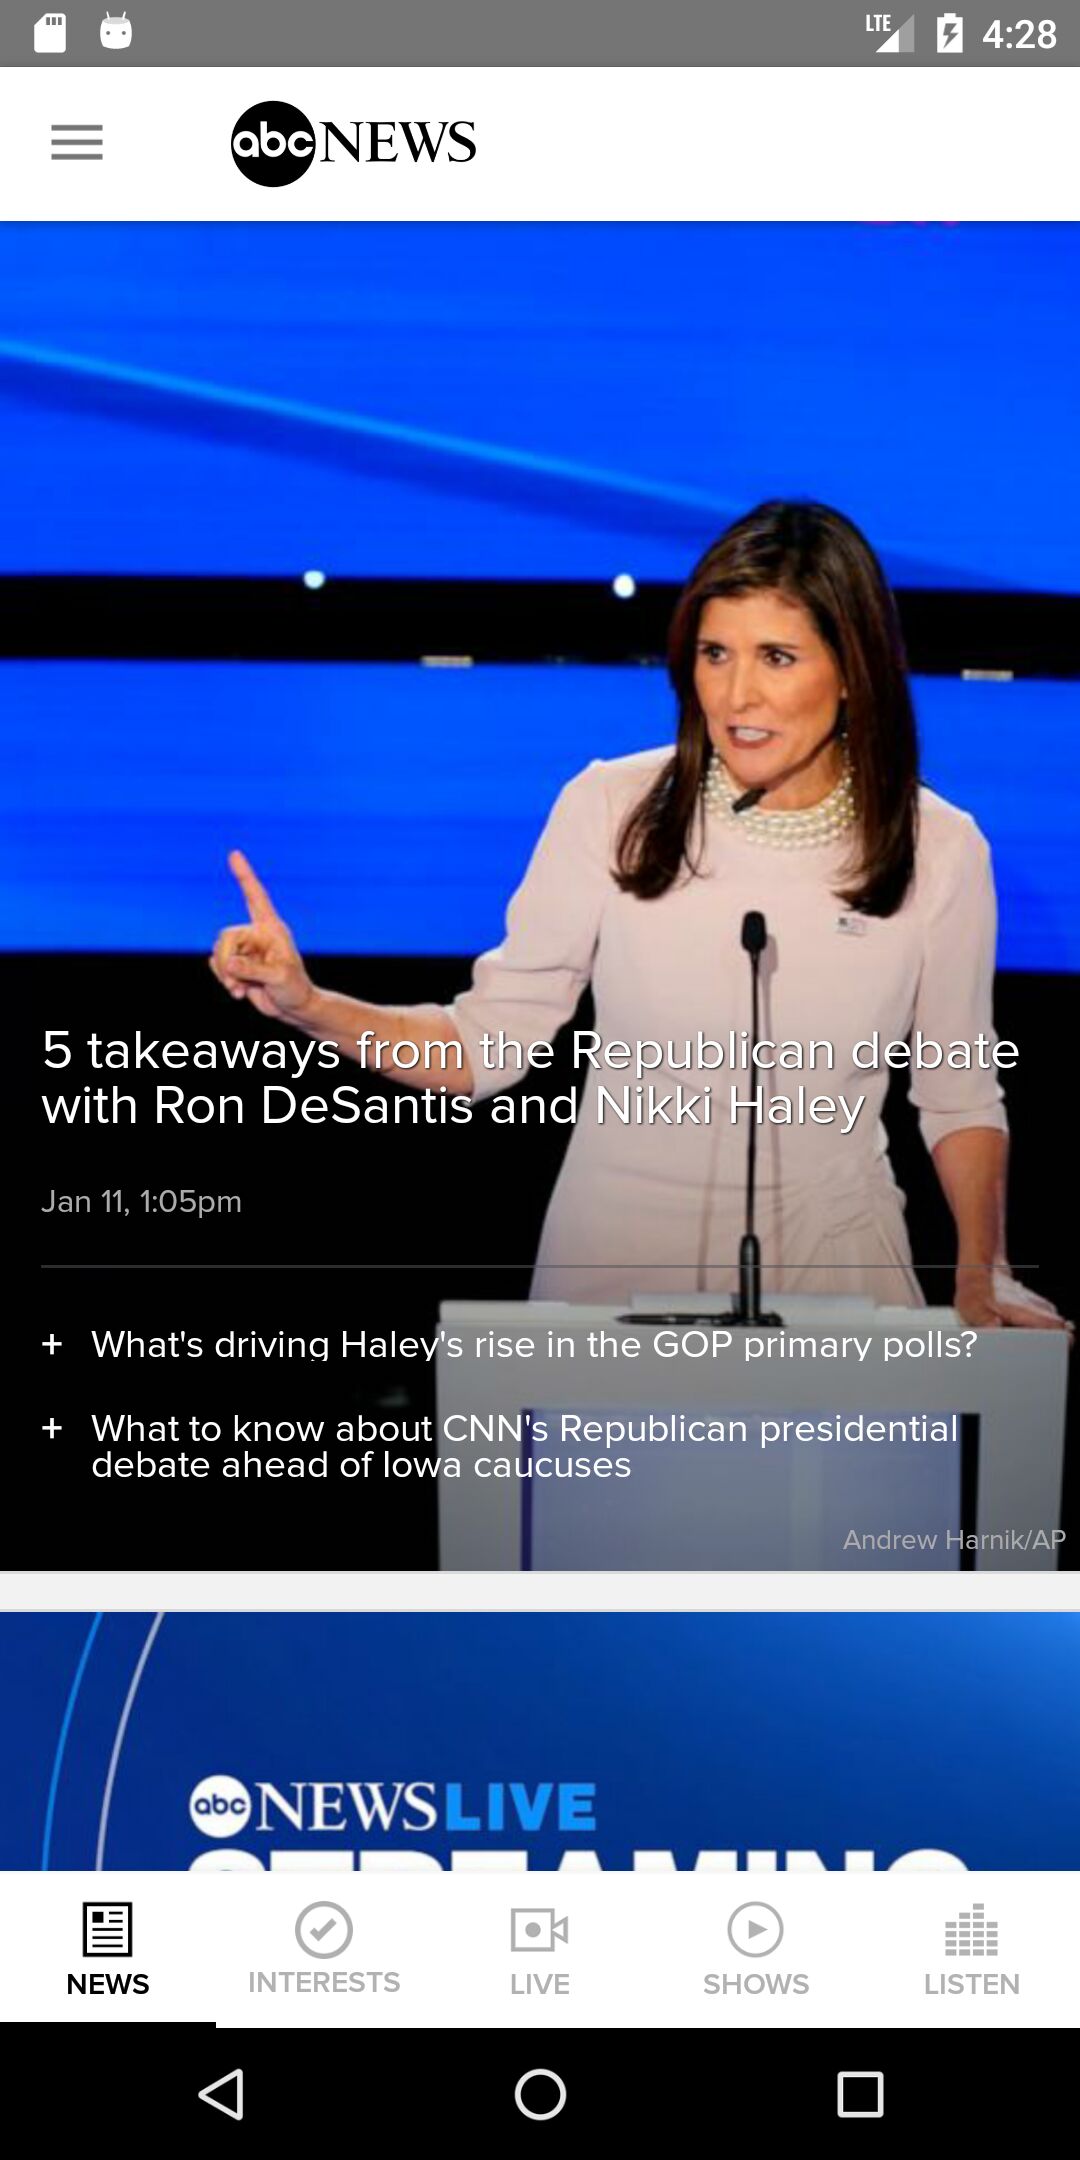 LTE 4:28
abc NEWS
5 takeaways from the Republican debate
with Ron DeSantis and Nikki Haley
Jan 11, 1:05pm
+ What's driving Haley's rise in the GOP primary polls?
+ What to know about CNN's Republican presidential
debate ahead of Iowa caucuses
Andrew Harnik/AP
abc NEWS LIVE
STREAMING
NEWS
INTERESTS
LIVE
SHOWS
LISTEN